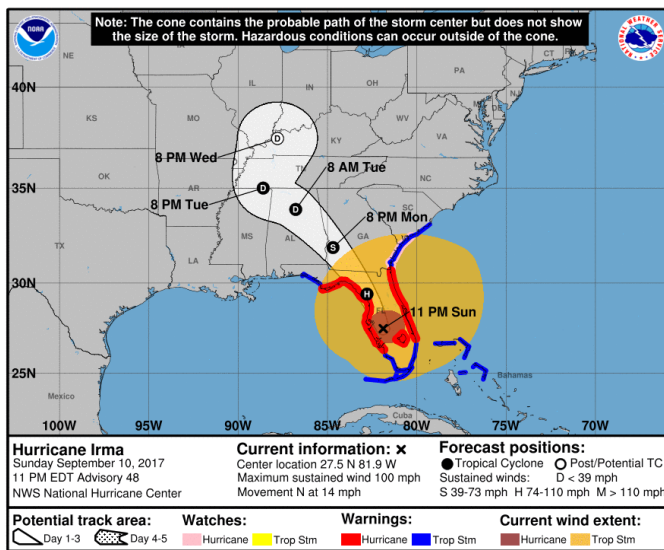 Note: The cone contains the probable path of the storm center but does not show
the size of the storm. Hazardous conditions can occur outside of the cone.
NOAA
NATIONAL WEATHER SERVICE
NE
IL
IN
OH
PA
CT
40N
KS
MO
WV
VA
KY
8 PM Wed
D
8 AM Tue
OK
AR
TN
NC
35N
8 PM Tue
D
D
SC
8 PM Mon
MS
AL
S
GA
TX
LA
30N
H
11 PM Sun
25N
Mexico
Cuba
Bahamas
100W
95W
90W
85W
80W
75W
70W
Hurricane Irma
Sunday September 10, 2017
11 PM EDT Advisory 48
NWS National Hurricane Center
Current information: x
Center location 27.5 N 81.9 W
Maximum sustained wind 100 mph
Movement N at 14 mph
Forecast positions:
Tropical Cyclone Post/Potential TC
Sustained winds: D < 39 mph
S 39-73 mph H 74-110 mph M > 110 mph
Potential track area:
Day 1-3 Day 4-5
Watches:
Hurricane Trop Stm
Warnings:
Hurricane Trop Stm
Current wind extent:
Hurricane Trop Stm